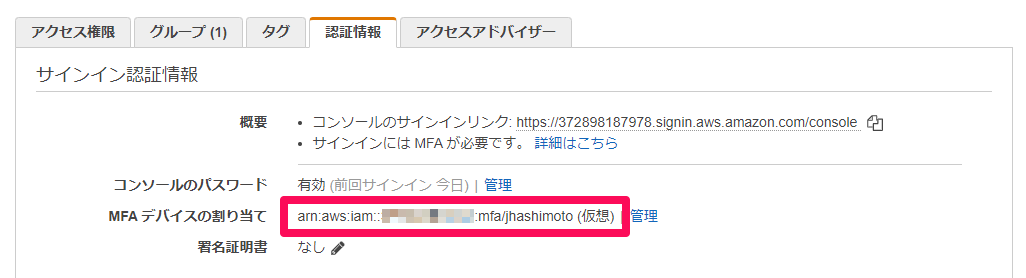 アクセス権限 グループ (1) タグ 認証情報 アクセスアドバイザー
サインイン認証情報
概要 • コンソールのサインインリンク: https://372898187978.signin.aws.amazon.com/console
• サインインには MFA が必要です。 詳細はこちら
コンソールのパスワード 有効 (前回サインイン 今日) | 管理
MFA デバイスの割り当て arn:aws:iam:: :mfa/jhashimoto (仮想) | 管理
署名証明書 なし